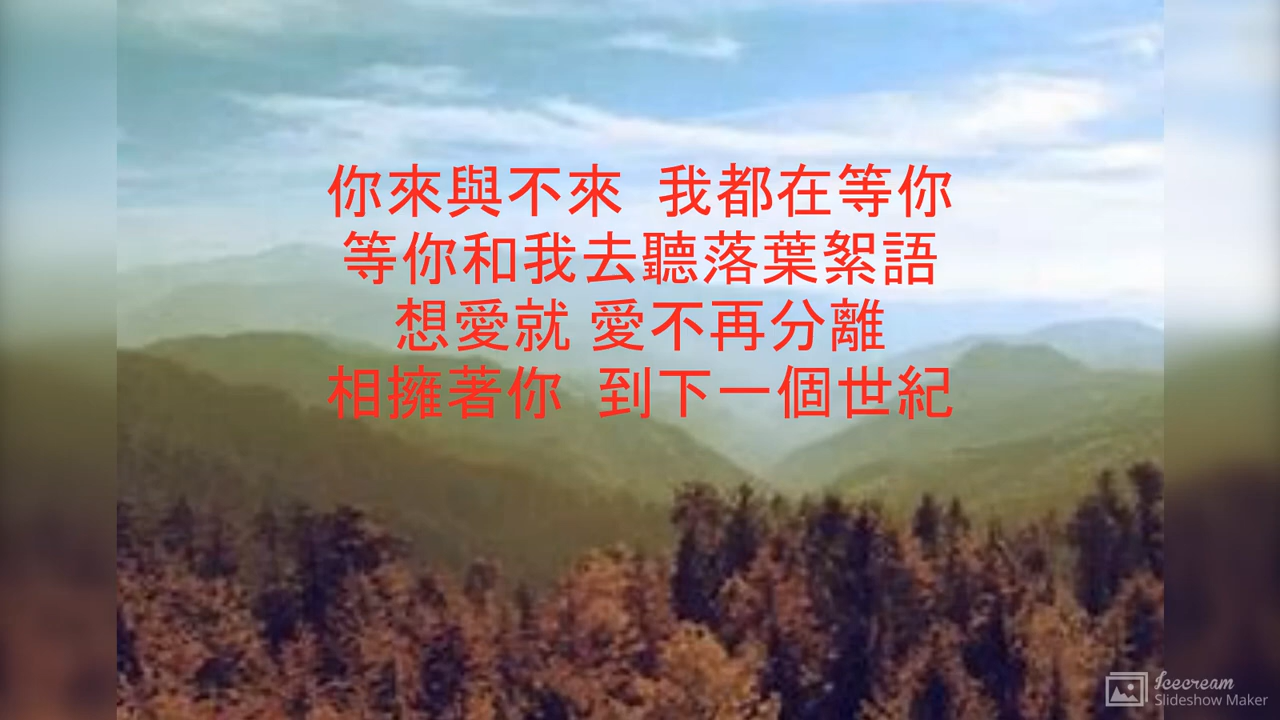 你來與不來 我都在等你
等你和我去聽落葉絮語
想愛就 愛不再分離
相擁著你 到下一個世紀
Icecream
Slideshow Maker